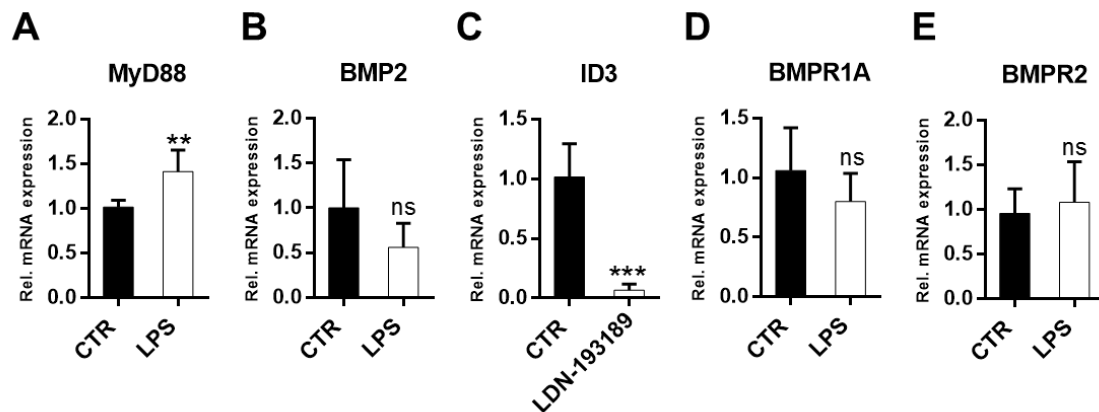 A
MyD88
Rel. mRNA expression
2.0
1.5
1.0
0.5
0.0
**
CTR
LPS
B
BMP2
Rel. mRNA expression
2.0
1.5
1.0
0.5
0.0
ns
CTR
LPS
C
ID3
Rel. mRNA expression
1.5
1.0
0.5
0.0
***
CTR
LDN-193189
D
BMPR1A
Rel. mRNA expression
1.5
1.0
0.5
0.0
ns
CTR
LPS
E
BMPR2
Rel. mRNA expression
2.0
1.5
1.0
0.5
0.0
ns
CTR
LPS